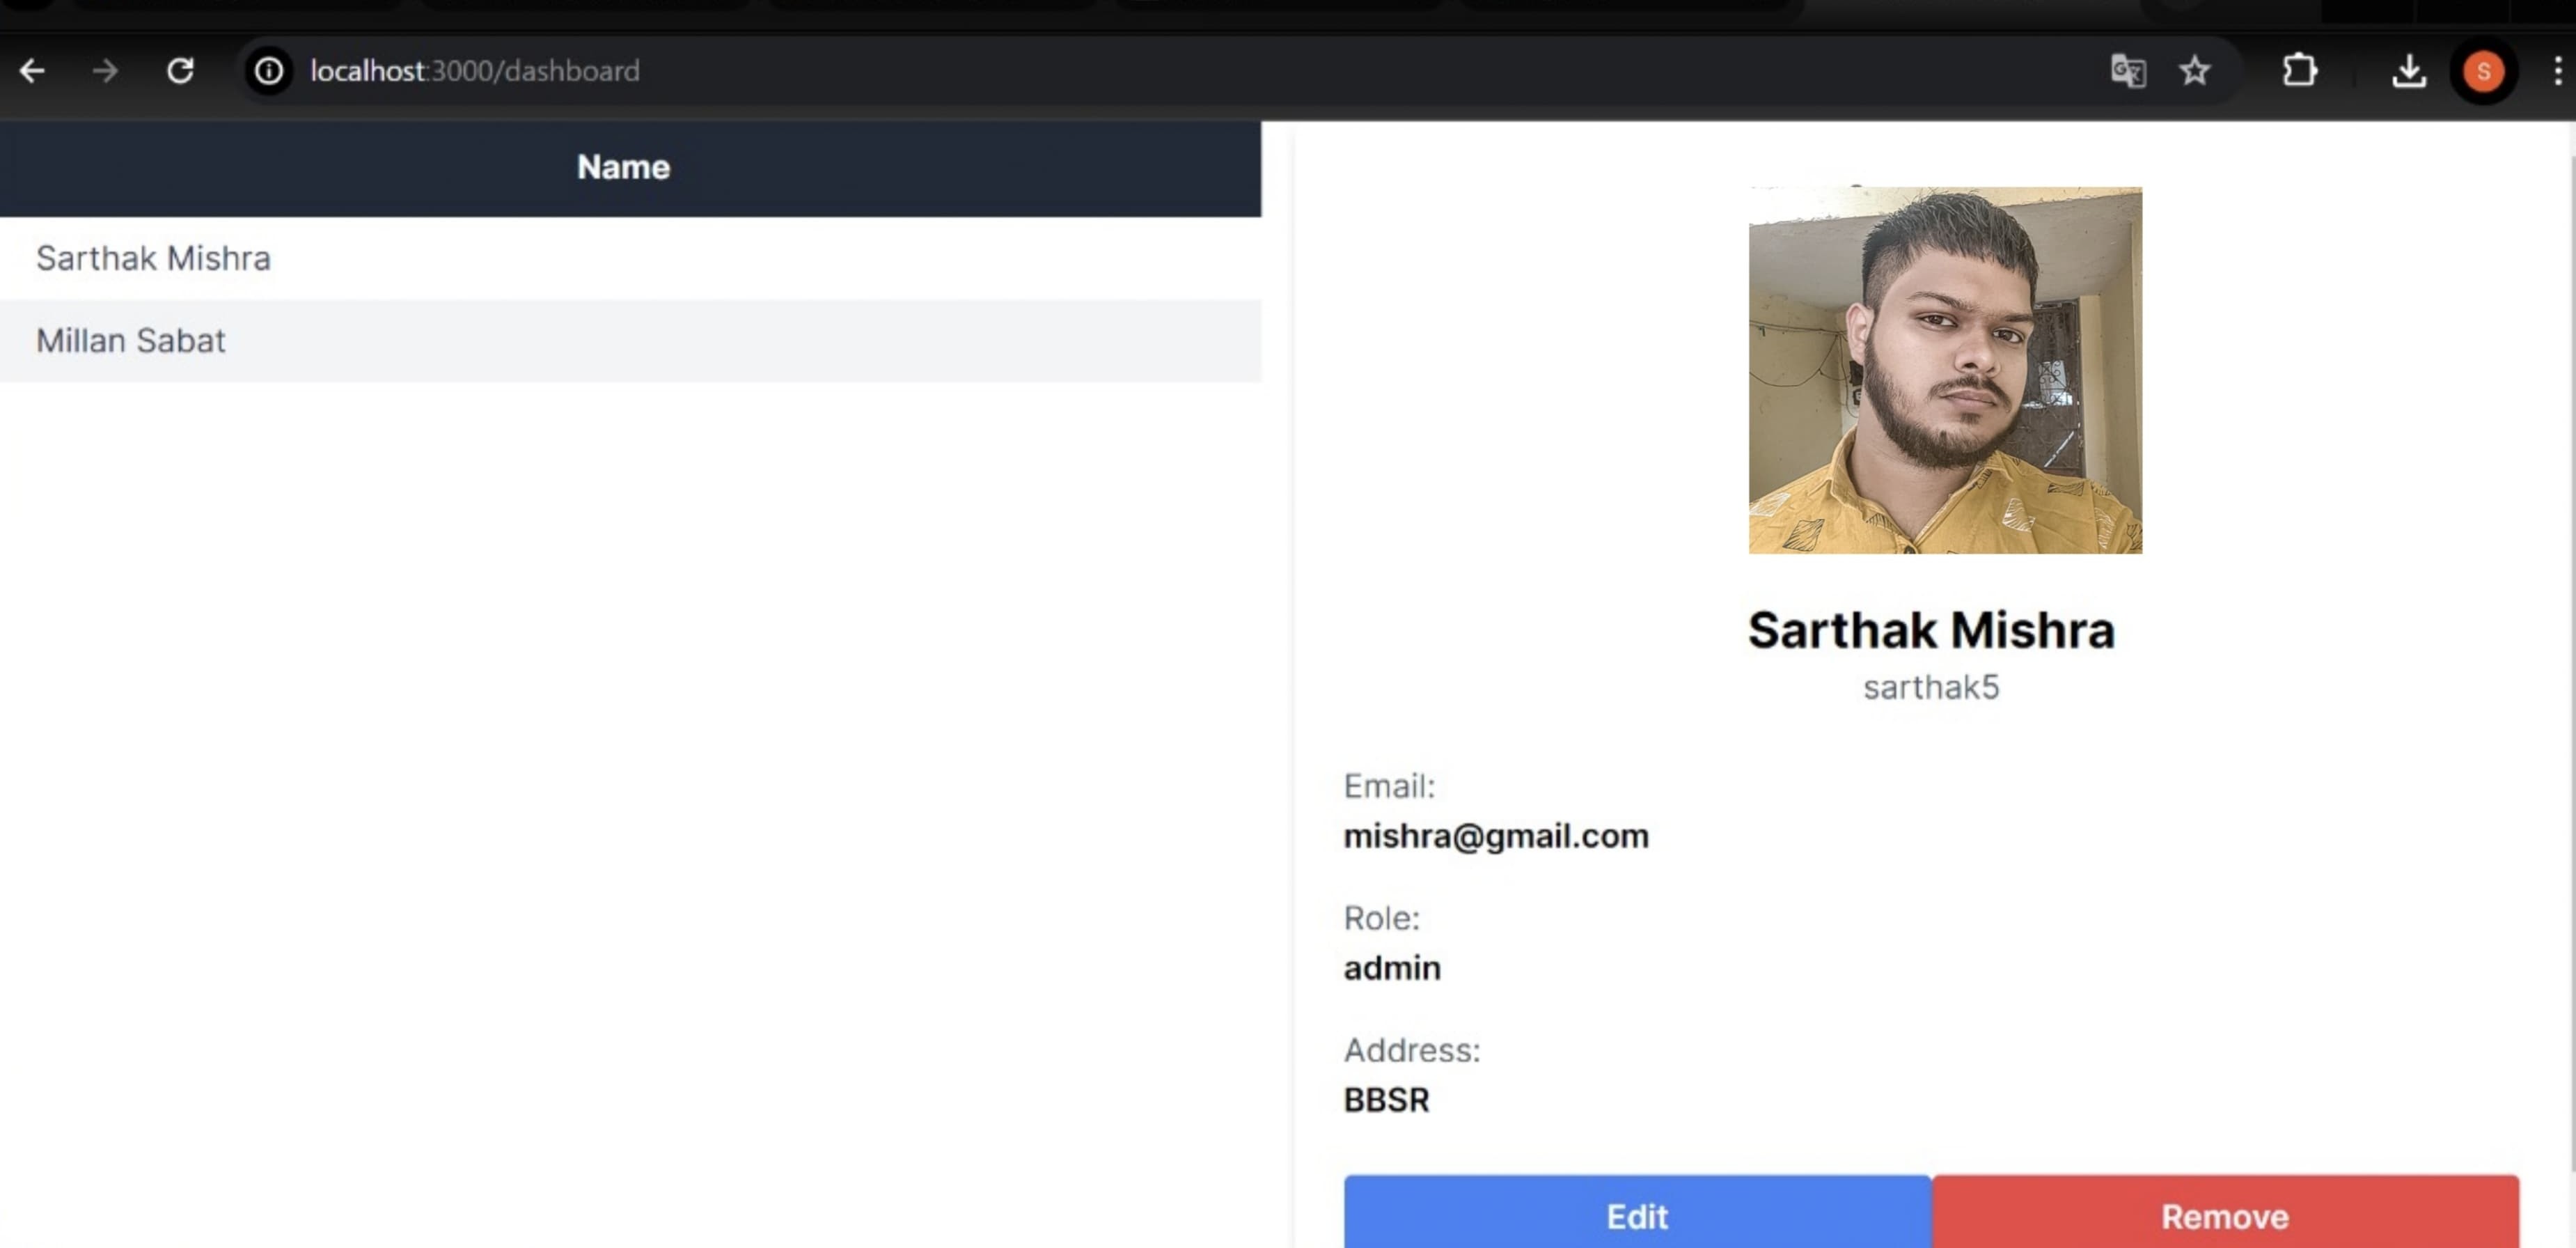 localhost:3000/dashboard
S
Name
Sarthak Mishra
Millan Sabat
Sarthak Mishra
sarthak5
Email:
mishra@gmail.com
Role:
admin
Address:
BBSR
Edit
Remove